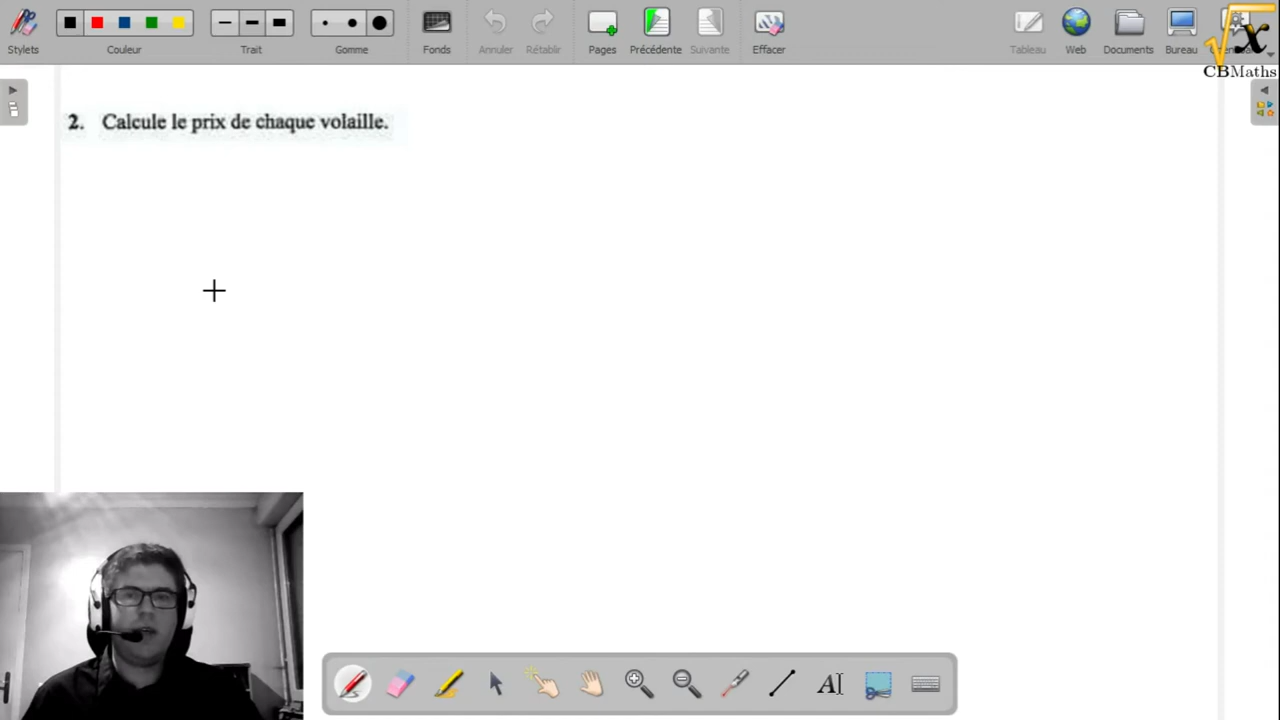 Stylets
Couleur
Trait
Gomme
Fonds
Annuler
Rétablir
Pages
Précédente
Suivante
Effacer
Tableau
Web
Documents
Bureau
√x
CBMaths
2. Calcule le prix de chaque volaille.
AI